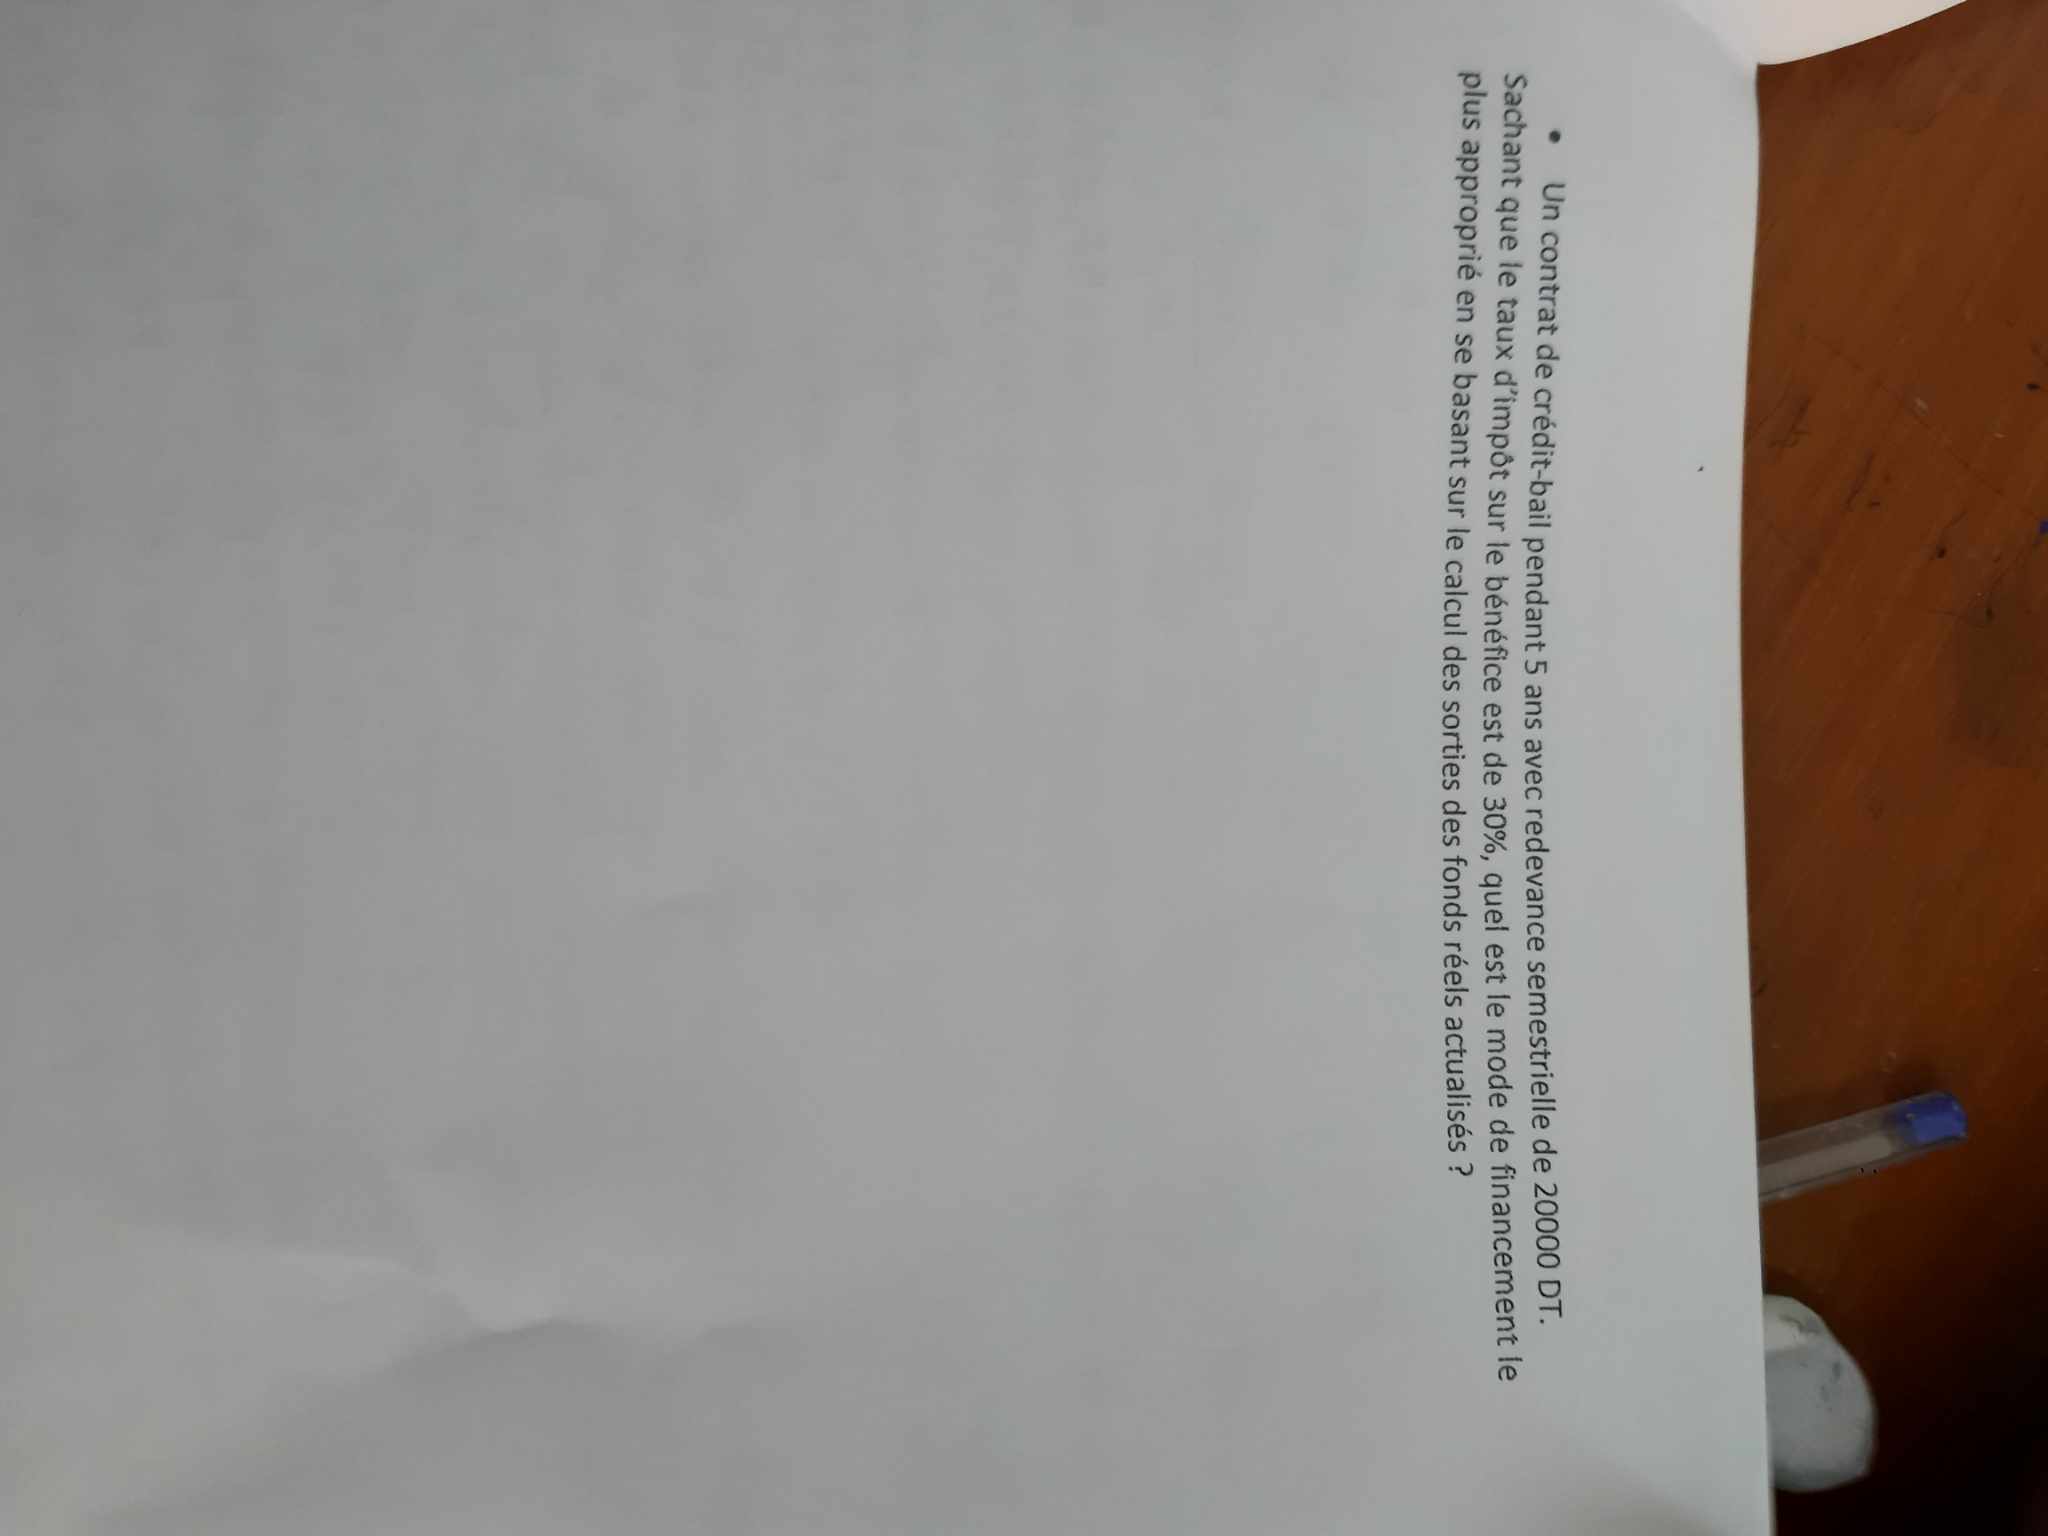 • Un contrat de crédit-bail pendant 5 ans avec redevance semestrielle de 20000 DT.
Sachant que le taux d'impôt sur le bénéfice est de 30%, quel est le mode de financement le
plus approprié en se basant sur le calcul des sorties des fonds réels actualisés ?